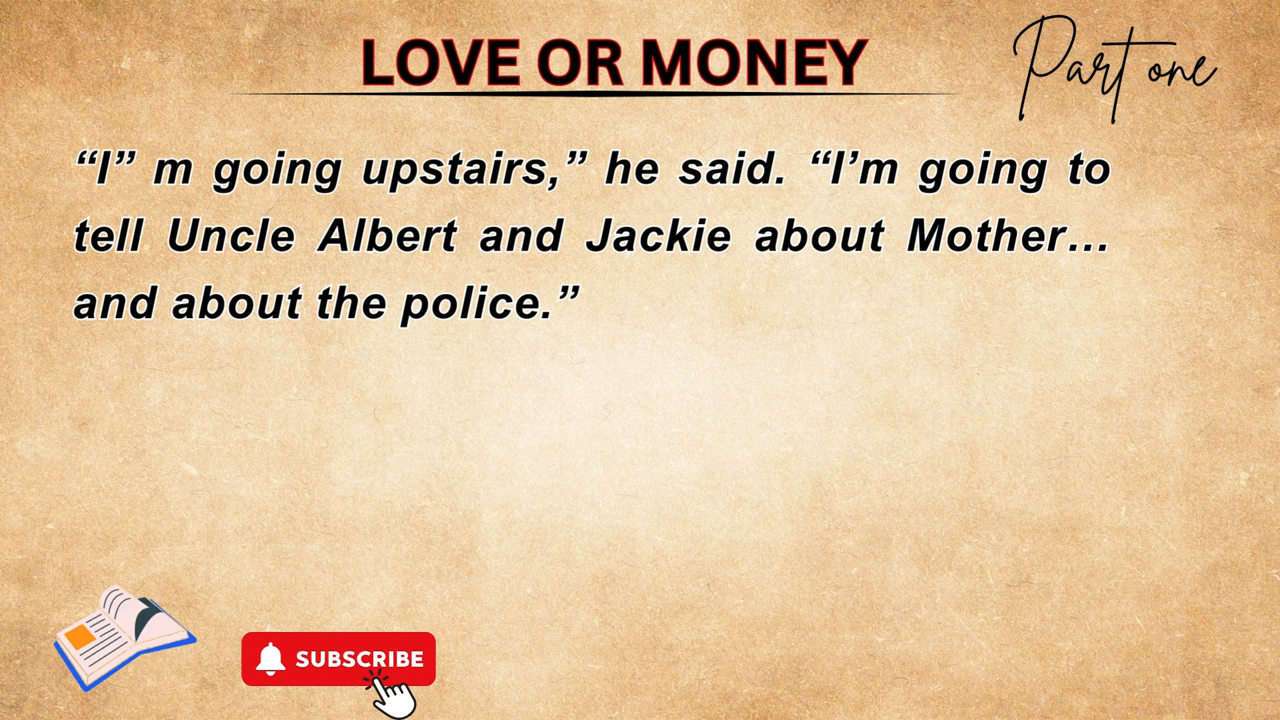 LOVE OR MONEY
Part one
“I” m going upstairs,” he said. “I’m going to
tell Uncle Albert and Jackie about Mother...
and about the police.”
SUBSCRIBE